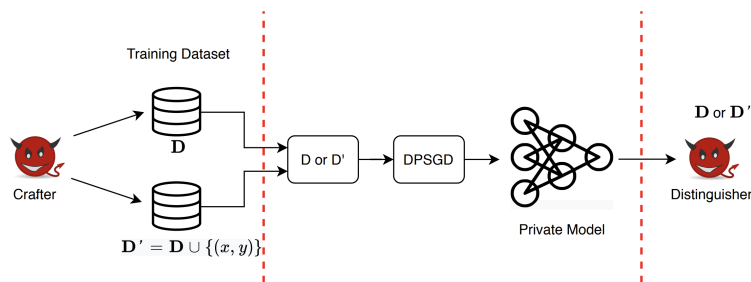 Training Dataset
D
Crafter
D' = D ∪ {(x, y)}
D or D'
DPSGD
Private Model
D or D'
Distinguisher